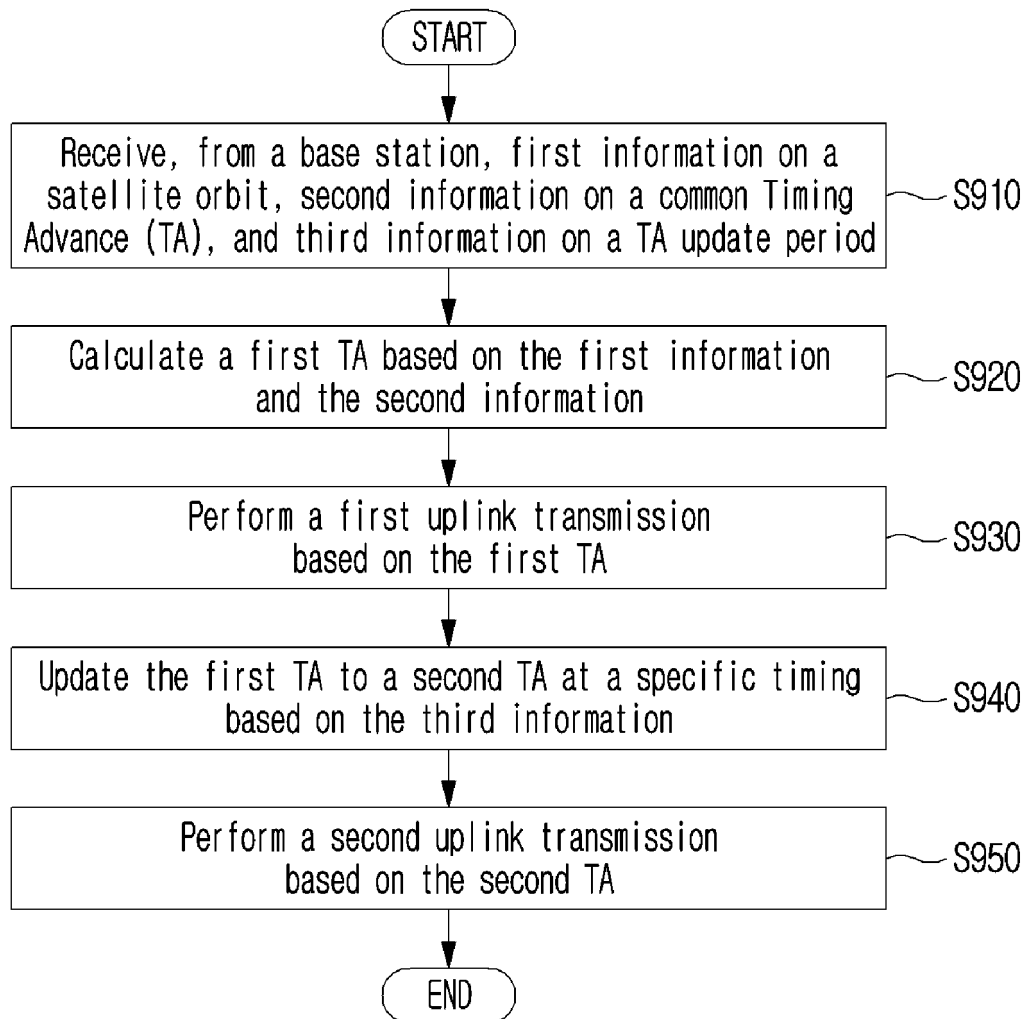 START
Receive, from a base station, first information on a
satellite orbit, second information on a common Timing
Advance (TA), and third information on a TA update period
S910
Calculate a first TA based on the first information
and the second information
S920
Perform a first uplink transmission
based on the first TA
S930
Update the first TA to a second TA at a specific timing
based on the third information
S940
Perform a second uplink transmission
based on the second TA
S950
END